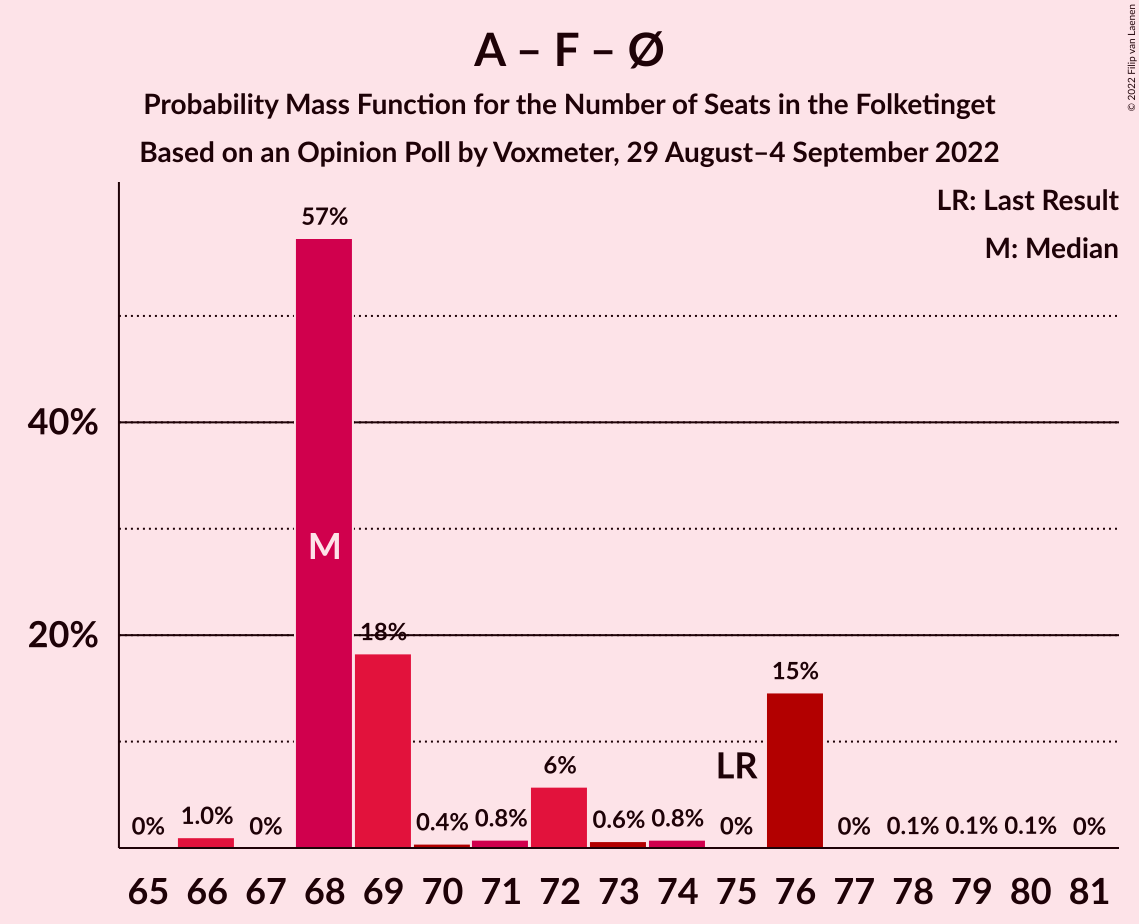 A – F – Ø
Probability Mass Function for the Number of Seats in the Folketinget
Based on an Opinion Poll by Voxmeter, 29 August–4 September 2022
© 2022 Filip van Laenen
LR: Last Result
M: Median
40%
20%
0%
1.0%
0%
57%
M
18%
0.4%
0.8%
6%
0.6%
0.8%
0%
LR
15%
0%
0.1%
0.1%
0.1%
0%
65 66 67 68 69 70 71 72 73 74 75 76 77 78 79 80 81